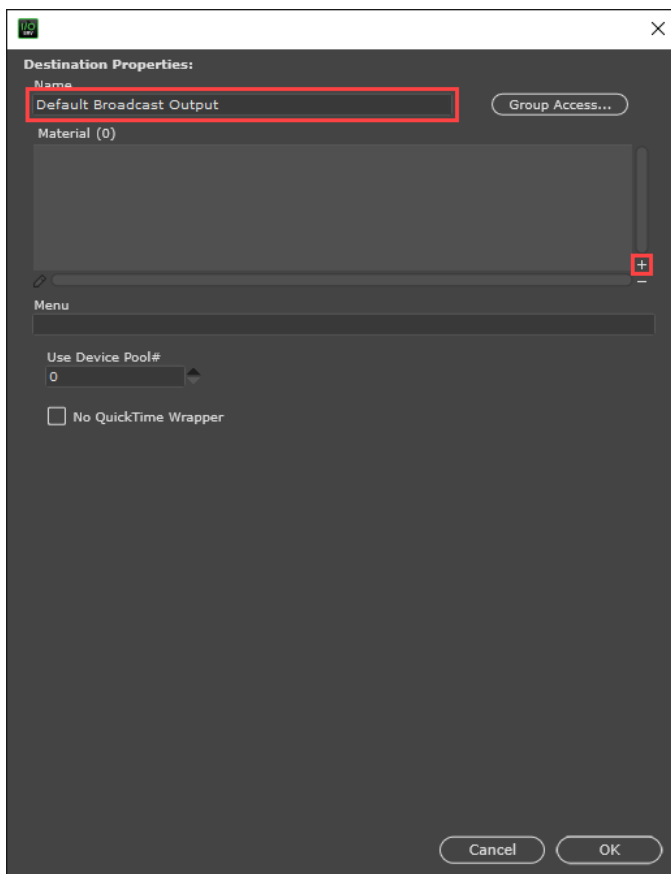 I/O
SRV
Destination Properties:
Name
Default Broadcast Output
Group Access...
Material (0)
+
−
Menu
Use Device Pool#
0
No QuickTime Wrapper
Cancel
OK